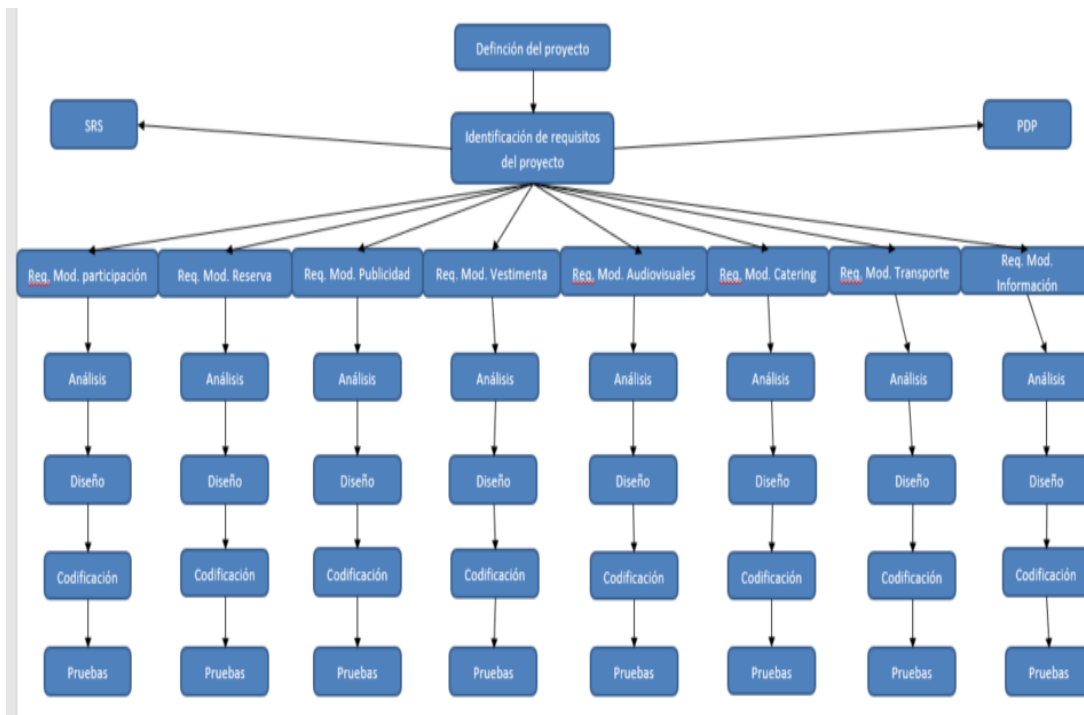 Definción del proyecto
SRS
Identificación de requisitos
del proyecto
PDP
Req. Mod. participación
Req. Mod. Reserva
Req. Mod. Publicidad
Req. Mod. Vestimenta
Req. Mod. Audiovisuales
Req. Mod. Catering
Req. Mod. Transporte
Req. Mod.
Información
Análisis
Análisis
Análisis
Análisis
Análisis
Análisis
Análisis
Análisis
Diseño
Diseño
Diseño
Diseño
Diseño
Diseño
Diseño
Diseño
Codificación
Codificación
Codificación
Codificación
Codificación
Codificación
Codificación
Codificación
Pruebas
Pruebas
Pruebas
Pruebas
Pruebas
Pruebas
Pruebas
Pruebas